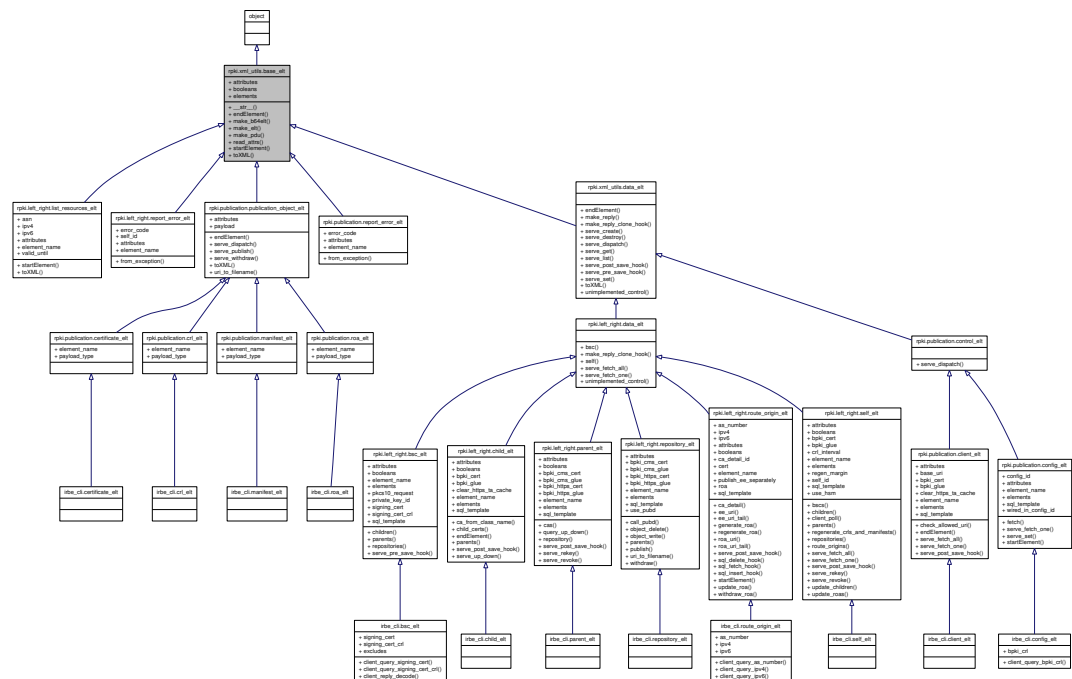 object
rpki.xml_utils.base_elt
+ attributes
+ booleans
+ elements
+ __str__()
+ endElement()
+ make_b64elt()
+ make_elt()
+ make_pdu()
+ read_attrs()
+ startElement()
+ toXML()
rpki.left_right.list_resources_elt
+ asn
+ ipv4
+ ipv6
+ attributes
+ element_name
+ valid_until
+ startElement()
+ toXML()
rpki.left_right.report_error_elt
+ error_code
+ self_id
+ attributes
+ element_name
+ from_exception()
rpki.publication.publication_object_elt
+ attributes
+ payload
+ endElement()
+ serve_dispatch()
+ serve_publish()
+ serve_withdraw()
+ toXML()
+ uri_to_filename()
rpki.publication.report_error_elt
+ error_code
+ attributes
+ element_name
+ from_exception()
rpki.xml_utils.data_elt
+ endElement()
+ make_reply()
+ make_reply_clone_hook()
+ serve_create()
+ serve_destroy()
+ serve_dispatch()
+ serve_get()
+ serve_list()
+ serve_post_save_hook()
+ serve_pre_save_hook()
+ serve_set()
+ toXML()
+ unimplemented_control()
rpki.publication.certificate_elt
+ element_name
+ payload_type
rpki.publication.crl_elt
+ element_name
+ payload_type
rpki.publication.manifest_elt
+ element_name
+ payload_type
rpki.publication.roa_elt
+ element_name
+ payload_type
rpki.left_right.data_elt
+ bsc()
+ make_reply_clone_hook()
+ self()
+ serve_fetch_all()
+ serve_fetch_one()
+ unimplemented_control()
rpki.publication.control_elt
+ serve_dispatch()
rpki.left_right.bsc_elt
+ attributes
+ booleans
+ element_name
+ elements
+ pkcs10_request
+ private_key_id
+ signing_cert
+ signing_cert_crl
+ sql_template
+ children()
+ parents()
+ repositories()
+ serve_pre_save_hook()
rpki.left_right.child_elt
+ attributes
+ booleans
+ bpki_cert
+ bpki_glue
+ clear_https_ta_cache
+ element_name
+ elements
+ sql_template
+ ca_from_class_name()
+ child_certs()
+ endElement()
+ parents()
+ serve_post_save_hook()
+ serve_up_down()
rpki.left_right.parent_elt
+ attributes
+ booleans
+ bpki_cms_cert
+ bpki_cms_glue
+ bpki_https_cert
+ bpki_https_glue
+ element_name
+ elements
+ sql_template
+ cas()
+ query_up_down()
+ repository()
+ serve_post_save_hook()
+ serve_rekey()
+ serve_revoke()
rpki.left_right.repository_elt
+ attributes
+ bpki_cms_cert
+ bpki_cms_glue
+ bpki_https_cert
+ bpki_https_glue
+ element_name
+ elements
+ sql_template
+ use_pubd
+ call_pubd()
+ object_delete()
+ object_write()
+ parents()
+ publish()
+ uri_to_filename()
+ withdraw()
rpki.left_right.route_origin_elt
+ as_number
+ ipv4
+ ipv6
+ attributes
+ booleans
+ ca_detail_id
+ cert
+ element_name
+ publish_ee_separately
+ roa
+ sql_template
+ ca_detail()
+ ee_uri()
+ ee_uri_tail()
+ generate_roa()
+ regenerate_roa()
+ roa_uri()
+ roa_uri_tail()
+ serve_post_save_hook()
+ sql_delete_hook()
+ sql_fetch_hook()
+ sql_insert_hook()
+ startElement()
+ update_roa()
+ withdraw_roa()
rpki.left_right.self_elt
+ attributes
+ booleans
+ bpki_cert
+ bpki_glue
+ crl_interval
+ element_name
+ elements
+ regen_margin
+ self_id
+ sql_template
+ use_hsm
+ bscs()
+ children()
+ client_poll()
+ parents()
+ regenerate_crls_and_manifests()
+ repositories()
+ route_origins()
+ serve_fetch_all()
+ serve_fetch_one()
+ serve_post_save_hook()
+ serve_rekey()
+ serve_revoke()
+ update_children()
+ update_roas()
rpki.publication.client_elt
+ attributes
+ base_uri
+ bpki_cert
+ bpki_glue
+ clear_https_ta_cache
+ element_name
+ elements
+ sql_template
+ check_allowed_uri()
+ endElement()
+ serve_fetch_all()
+ serve_fetch_one()
+ serve_post_save_hook()
rpki.publication.config_elt
+ config_id
+ attributes
+ element_name
+ elements
+ sql_template
+ wired_in_config_id
+ fetch()
+ serve_fetch_one()
+ serve_set()
+ startElement()
irbe_cli.certificate_elt
irbe_cli.crl_elt
irbe_cli.manifest_elt
irbe_cli.roa_elt
irbe_cli.bsc_elt
+ signing_cert
+ signing_cert_crl
+ excludes
+ client_query_signing_cert()
+ client_query_signing_cert_crl()
+ client_reply_decode()
irbe_cli.child_elt
irbe_cli.parent_elt
irbe_cli.repository_elt
irbe_cli.route_origin_elt
+ as_number
+ ipv4
+ ipv6
+ client_query_as_number()
+ client_query_ipv4()
+ client_query_ipv6()
irbe_cli.self_elt
irbe_cli.client_elt
irbe_cli.config_elt
+ bpki_crl
+ client_query_bpki_crl()